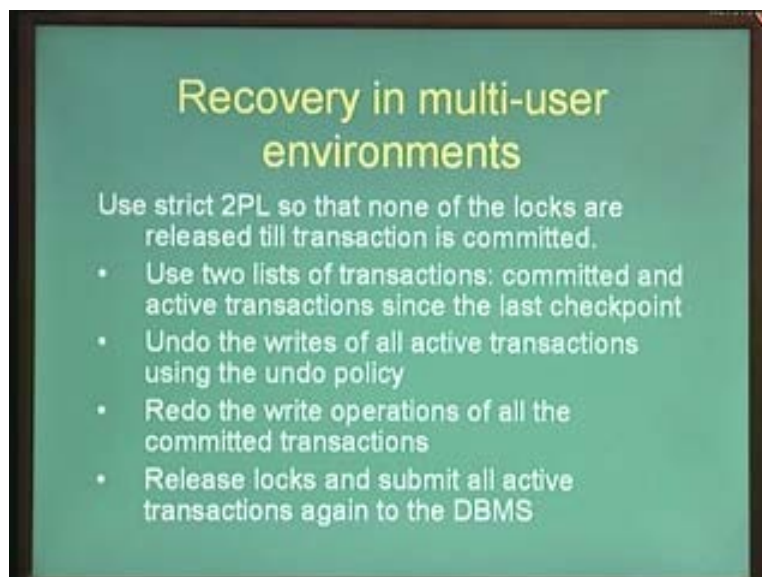 Recovery in multi-user
environments
Use strict 2PL so that none of the locks are
released till transaction is committed.
• Use two lists of transactions: committed and
active transactions since the last checkpoint
• Undo the writes of all active transactions
using the undo policy
• Redo the write operations of all the
committed transactions
• Release locks and submit all active
transactions again to the DBMS